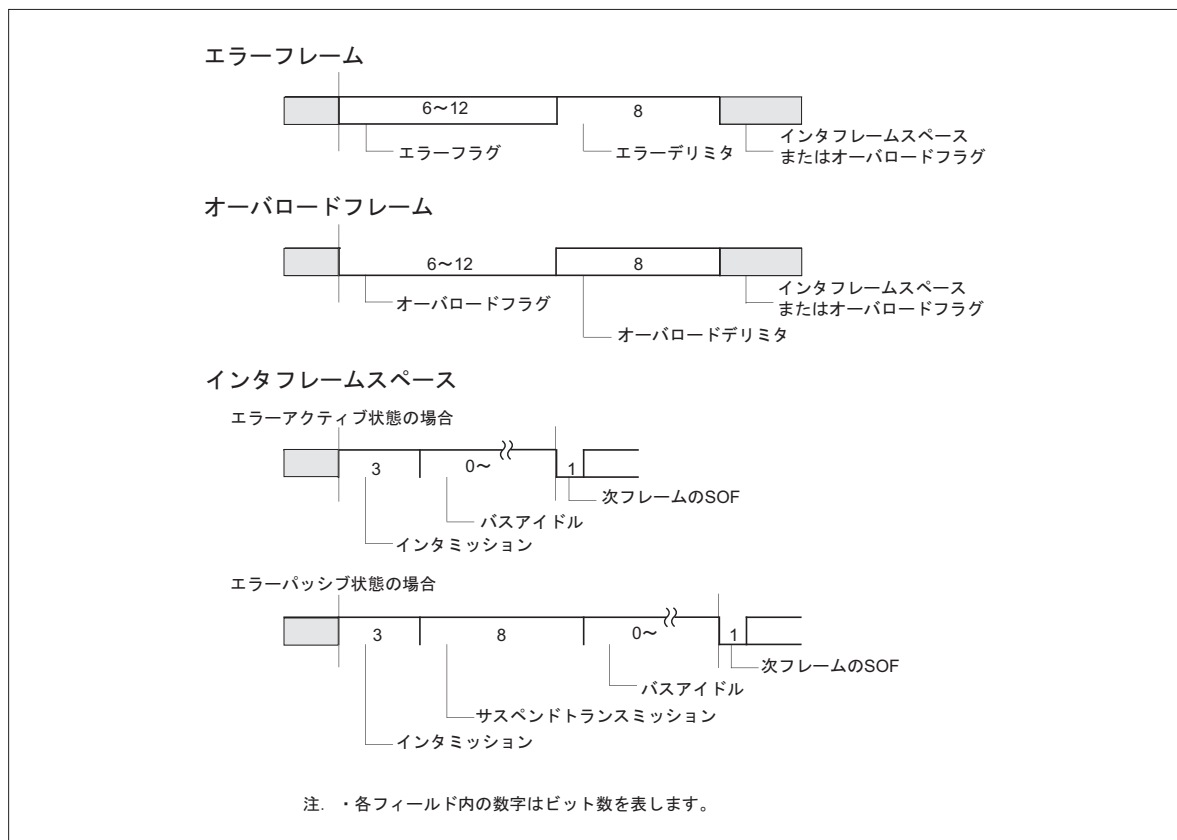 エラーフレーム
6～12
8
エラーフラグ
エラーデリミタ
インタフレームスペース
またはオーバロードフラグ
オーバロードフレーム
6～12
8
オーバロードフラグ
インタフレームスペース
またはオーバロードフラグ
オーバロードデリミタ
インタフレームスペース
エラーアクティブ状態の場合
3
0～
1
次フレームのSOF
バスアイドル
インタミッション
エラーパッシブ状態の場合
3
8
0～
1
次フレームのSOF
バスアイドル
サスペンドトランスミッション
インタミッション
注. ・各フィールド内の数字はビット数を表します。